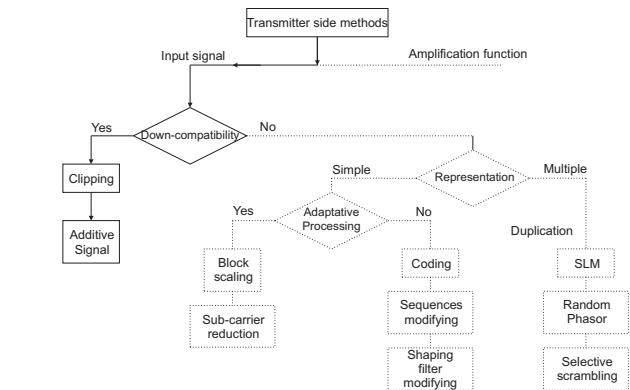 Transmitter side methods
Input signal
Amplification function
Yes
Down-compatibility
No
Clipping
Simple
Representation
Multiple
Additive
Signal
Yes
Adaptative
Processing
No
Duplication
Block
scaling
Coding
SLM
Sub-carrier
reduction
Sequences
modifying
Random
Phasor
Shaping
filter
modifying
Selective
scrambling